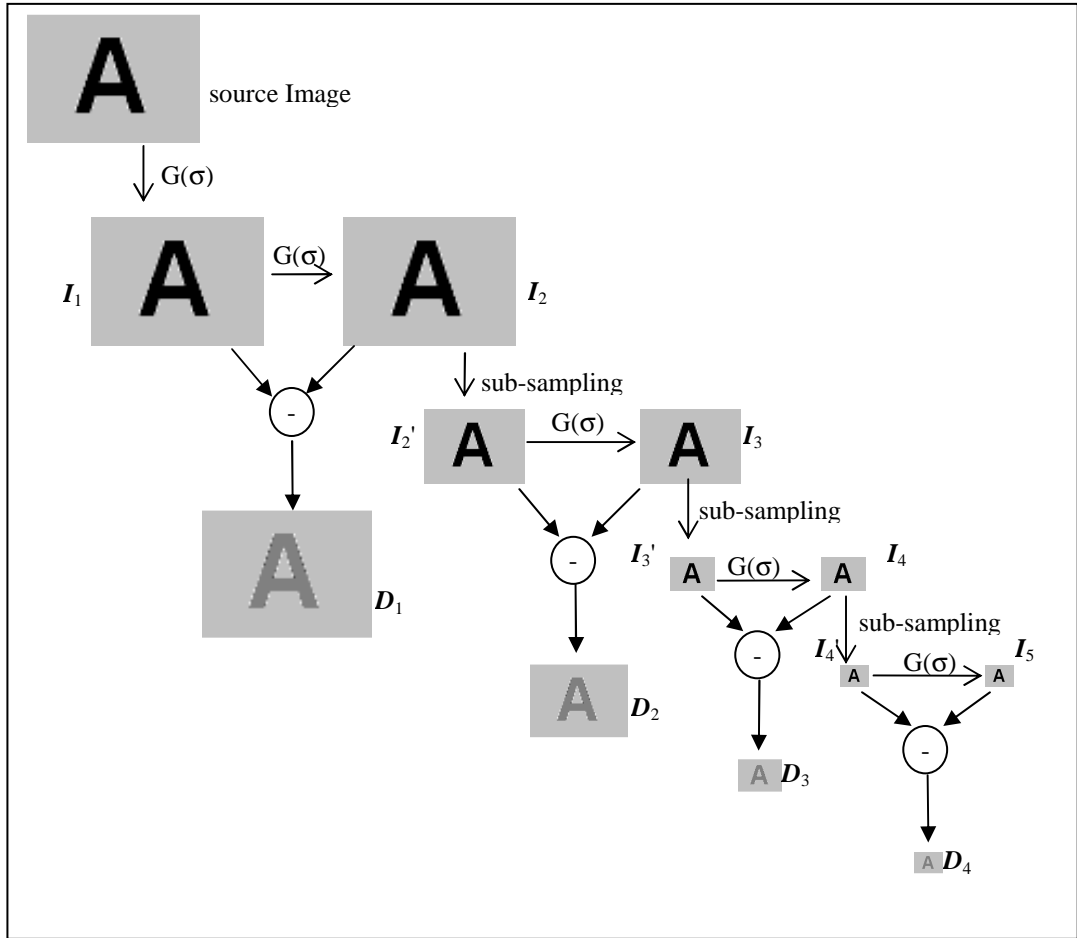 A
source Image
G(σ)
I1
A
G(σ)
A
I2
sub-sampling
-
I2'
A
G(σ)
A
I3
sub-sampling
A
D1
-
I3'
A
G(σ)
A
I4
sub-sampling
-
I4'
A
G(σ)
A
I5
A
D2
-
A
D3
A
D4